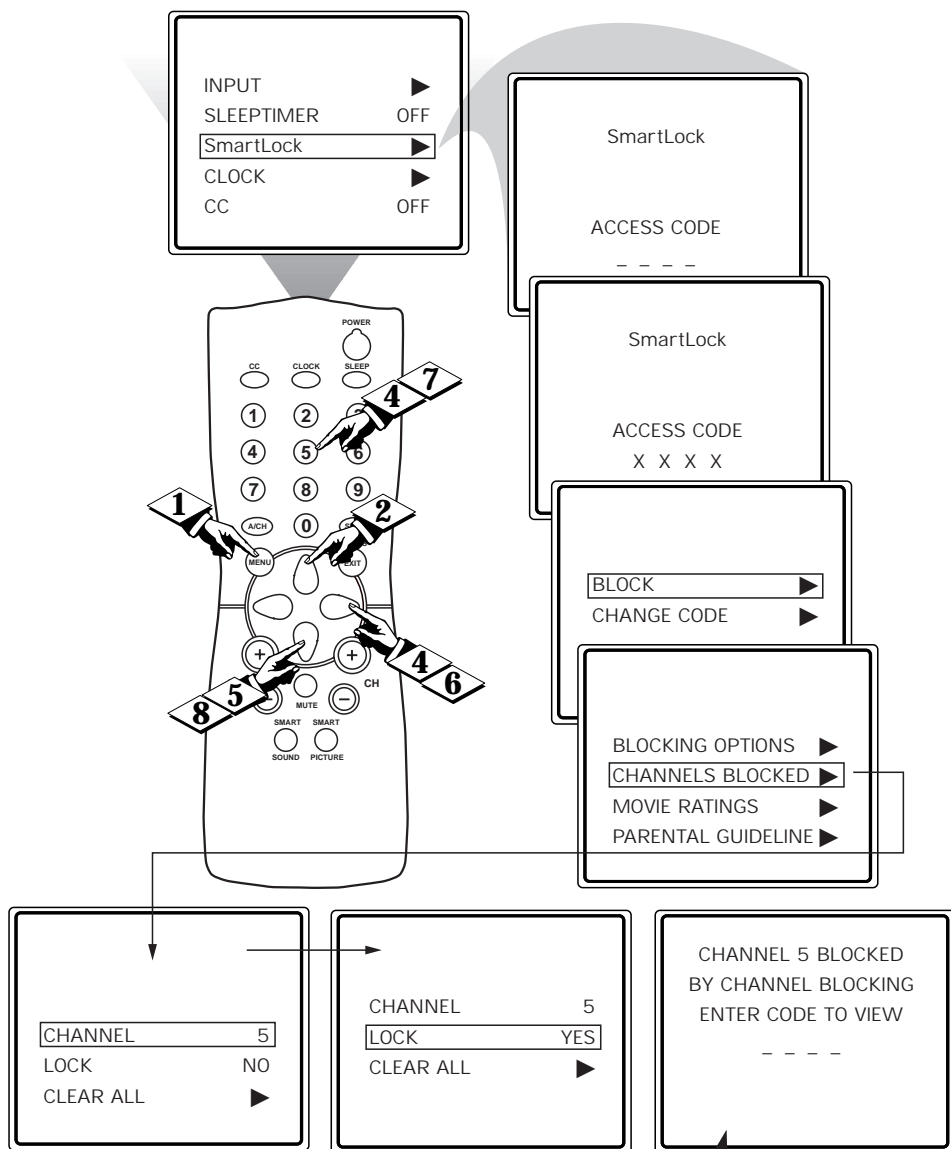 INPUT ▶
SLEEPTIMER OFF
SmartLock ▶
CLOCK ▶
CC OFF
SmartLock
ACCESS CODE
_ _ _ _
SmartLock
ACCESS CODE
X X X X
BLOCK ▶
CHANGE CODE ▶
BLOCKING OPTIONS ▶
CHANNELS BLOCKED ▶
MOVIE RATINGS ▶
PARENTAL GUIDELINE ▶
POWER
CC CLOCK SLEEP
4 7
1 2
4 5 6
7 8 9
1
2
A/CH 0
MENU EXIT
+ +
4 6
8 5
MUTE − CH
SMART SMART
SOUND PICTURE
CHANNEL 5
LOCK NO
CLEAR ALL ▶
CHANNEL 5
LOCK YES
CLEAR ALL ▶
CHANNEL 5 BLOCKED
BY CHANNEL BLOCKING
ENTER CODE TO VIEW
_ _ _ _